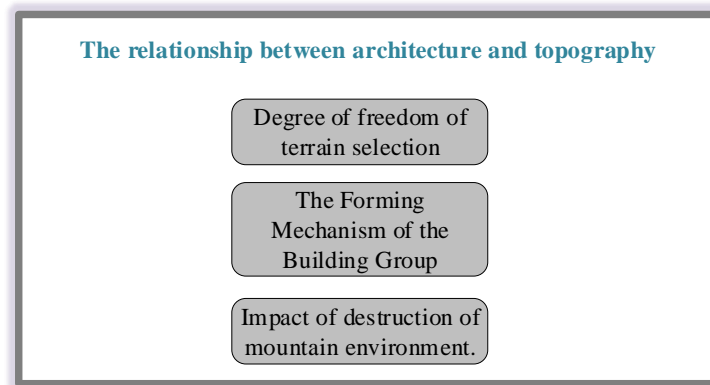 The relationship between architecture and topography
Degree of freedom of
terrain selection
The Forming
Mechanism of the
Building Group
Impact of destruction of
mountain environment.